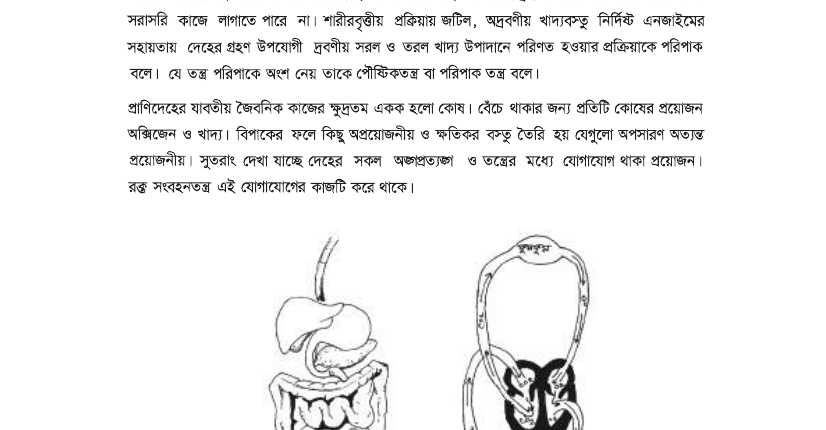 সরাসরি কাজে লাগাতে পারে না। শারীরবৃত্তীয় প্রক্রিয়ায় জটিল, অদ্রবণীয় খাদ্যবস্তু নির্দিষ্ট এনজাইমের
সহায়তায় দেহের গ্রহণ উপযোগী দ্রবণীয় সরল ও তরল খাদ্য উপাদানে পরিণত হওয়ার প্রক্রিয়াকে পরিপাক
বলে। যে তন্ত্র পরিপাকে অংশ নেয় তাকে পৌষ্টিকতন্ত্র বা পরিপাক তন্ত্র বলে।
প্রাণিদেহের যাবতীয় জৈবনিক কাজের ক্ষুদ্রতম একক হলো কোষ। বেঁচে থাকার জন্য প্রতিটি কোষের প্রয়োজন
অক্সিজেন ও খাদ্য। বিপাকের ফলে কিছু অপ্রয়োজনীয় ও ক্ষতিকর বস্তু তৈরি হয় যেগুলো অপসারণ অত্যন্ত
প্রয়োজনীয়। সুতরাং দেখা যাচ্ছে দেহের সকল অঙ্গপ্রত্যঙ্গ ও তন্ত্রের মধ্যে যোগাযোগ থাকা প্রয়োজন।
রক্ত সংবহনতন্ত্র এই যোগাযোগের কাজটি করে থাকে।
ফুসফুস